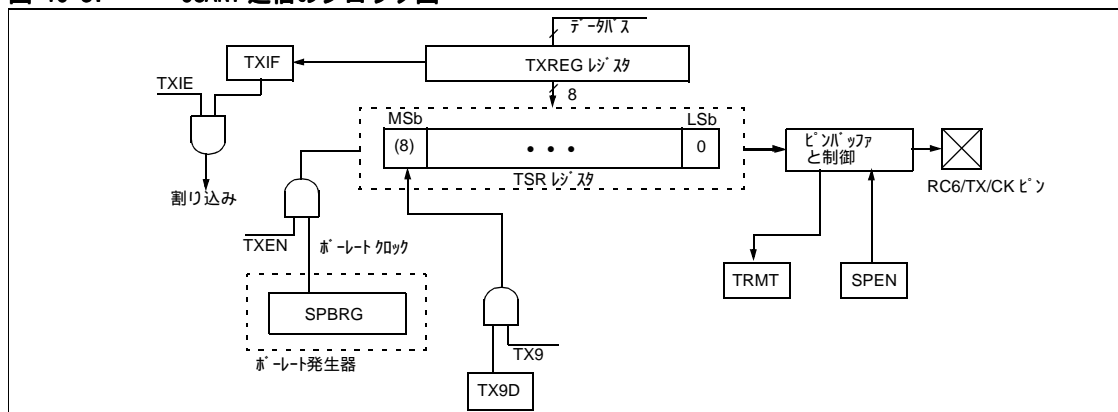 データバス
TXIF
TXREG レジスタ
TXIE
8
MSb
LSb
(8)
• • •
0
TSR レジスタ
ピンバッファ
と制御
割り込み
RC6/TX/CK ピン
TXEN
ボーレート クロック
TRMT
SPEN
SPBRG
TX9
ボーレート発生器
TX9D